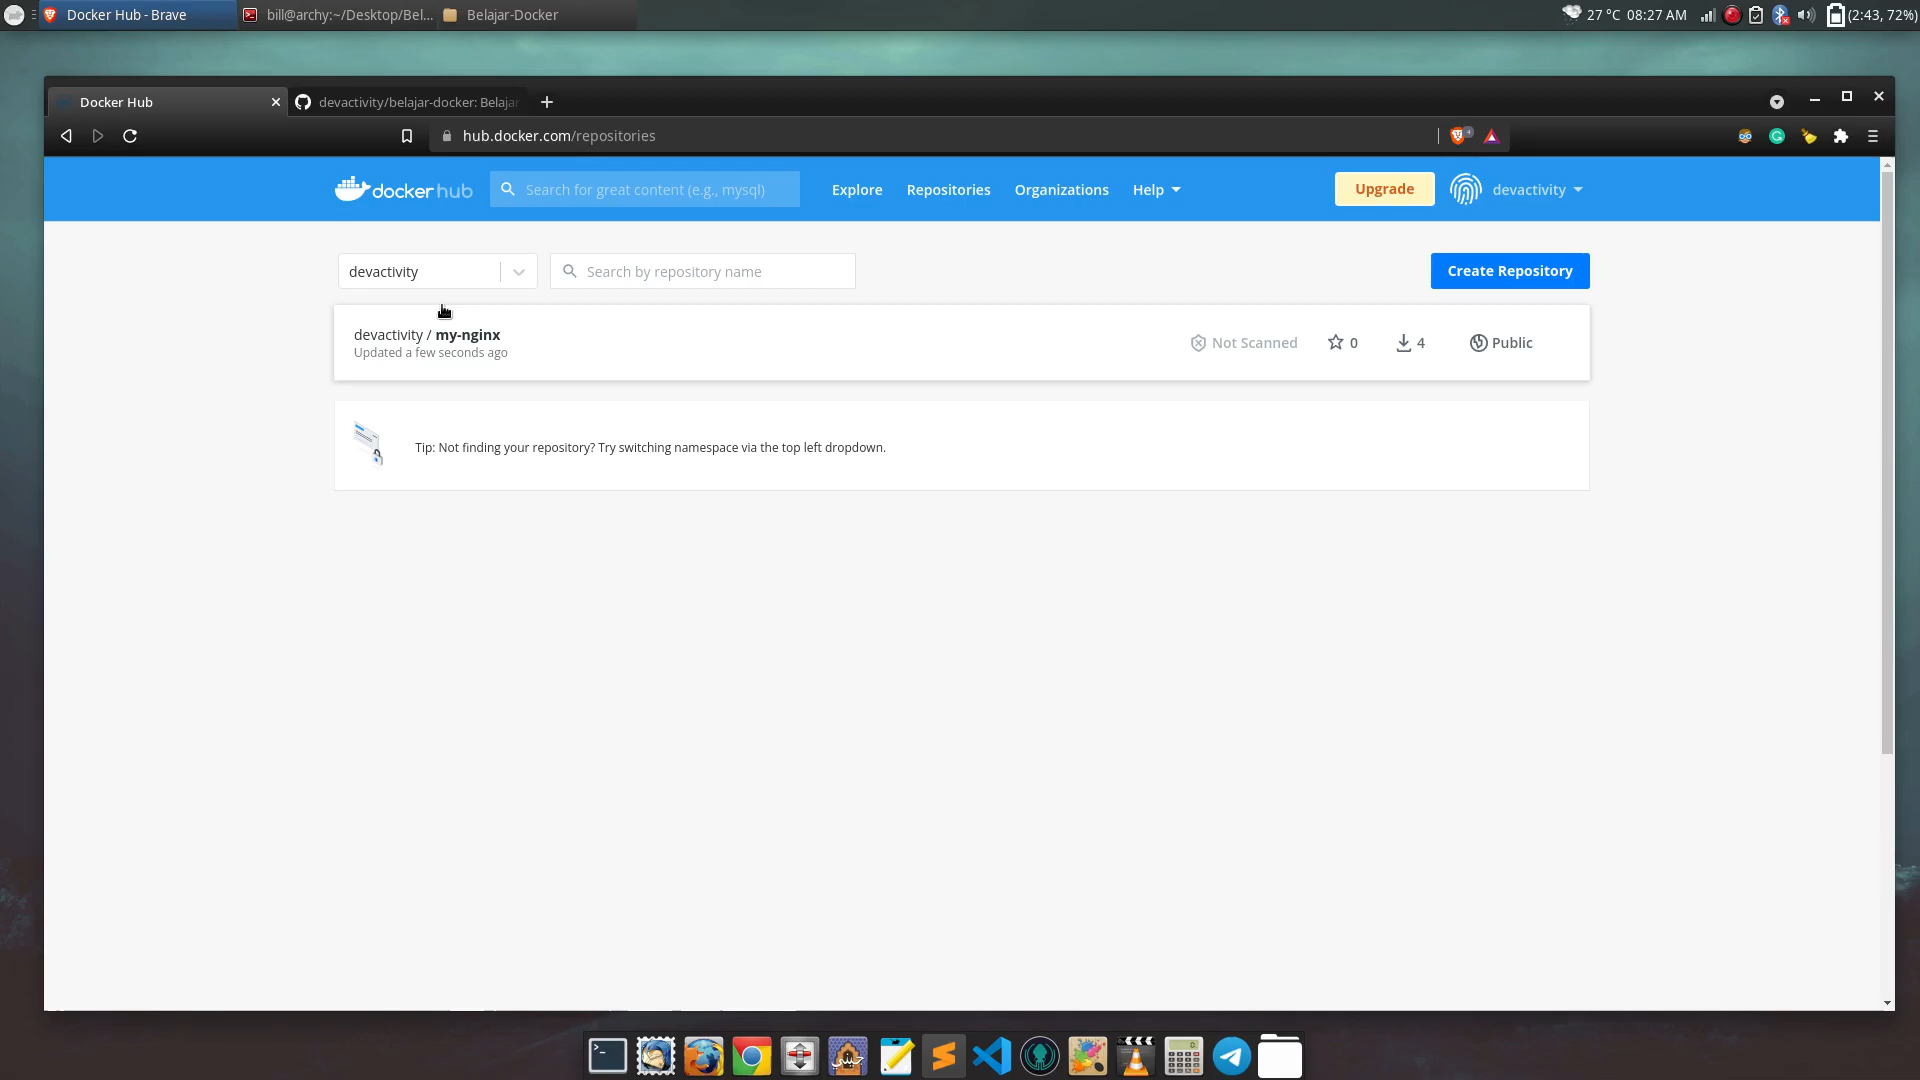 Docker Hub - Brave
bill@archy:~/Desktop/Bel...
Belajar-Docker
27 °C 08:27 AM
(2:43, 72%)
Docker Hub
devactivity/belajar-docker: Belajar
hub.docker.com/repositories
4
docker hub
Search for great content (e.g., mysql)
Explore
Repositories
Organizations
Help
Upgrade
devactivity
devactivity
Search by repository name
Create Repository
devactivity / my-nginx
Updated a few seconds ago
Not Scanned
0
4
Public
Tip: Not finding your repository? Try switching namespace via the top left dropdown.